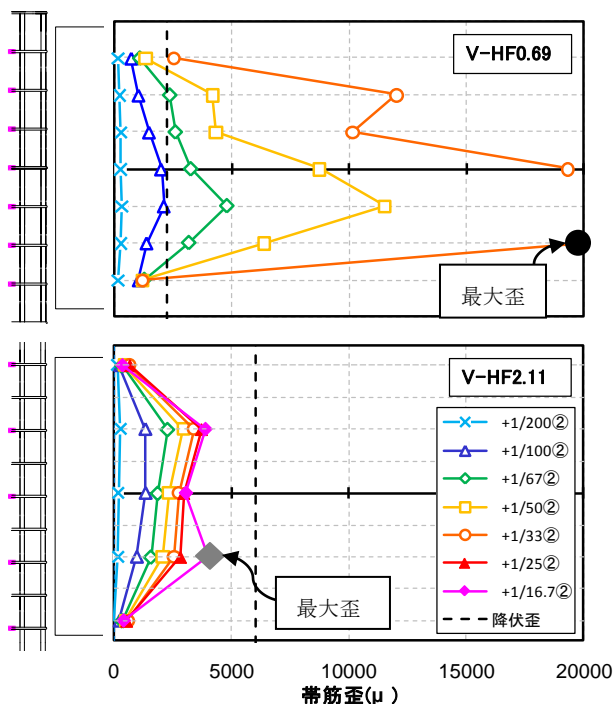 V-HF0.69
最大歪
V-HF2.11
+1/200②
+1/100②
+1/67②
+1/50②
+1/33②
+1/25②
+1/16.7②
降伏歪
最大歪
0 5000 10000 15000 20000
帯筋歪(μ )